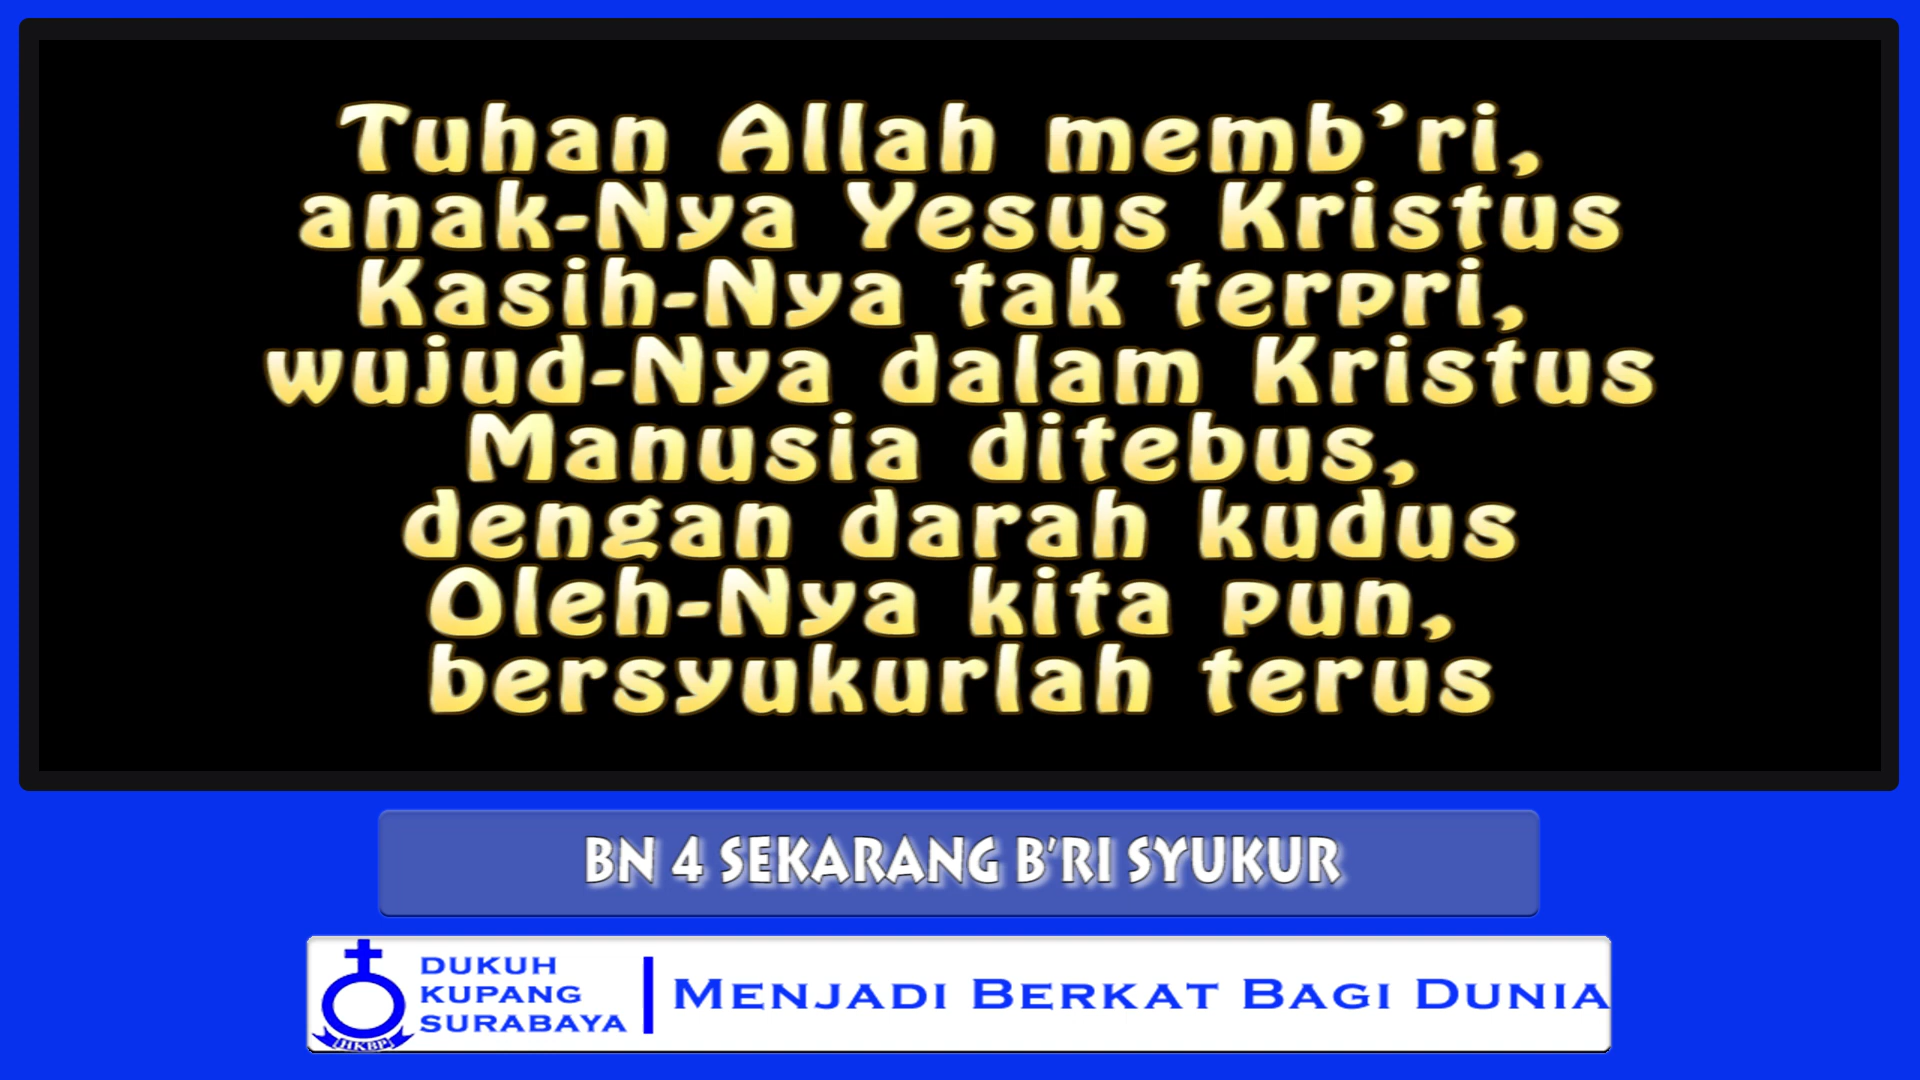 Tuhan Allah memb’ri,
anak-Nya Yesus Kristus
Kasih-Nya tak terpri,
wujud-Nya dalam Kristus
Manusia ditebus,
dengan darah kudus
Oleh-Nya kita pun,
bersyukurlah terus
BN 4 SEKARANG B'RI SYUKUR
DUKUH
KUPANG
SURABAYA
HKBP
MENJADI BERKAT BAGI DUNIA